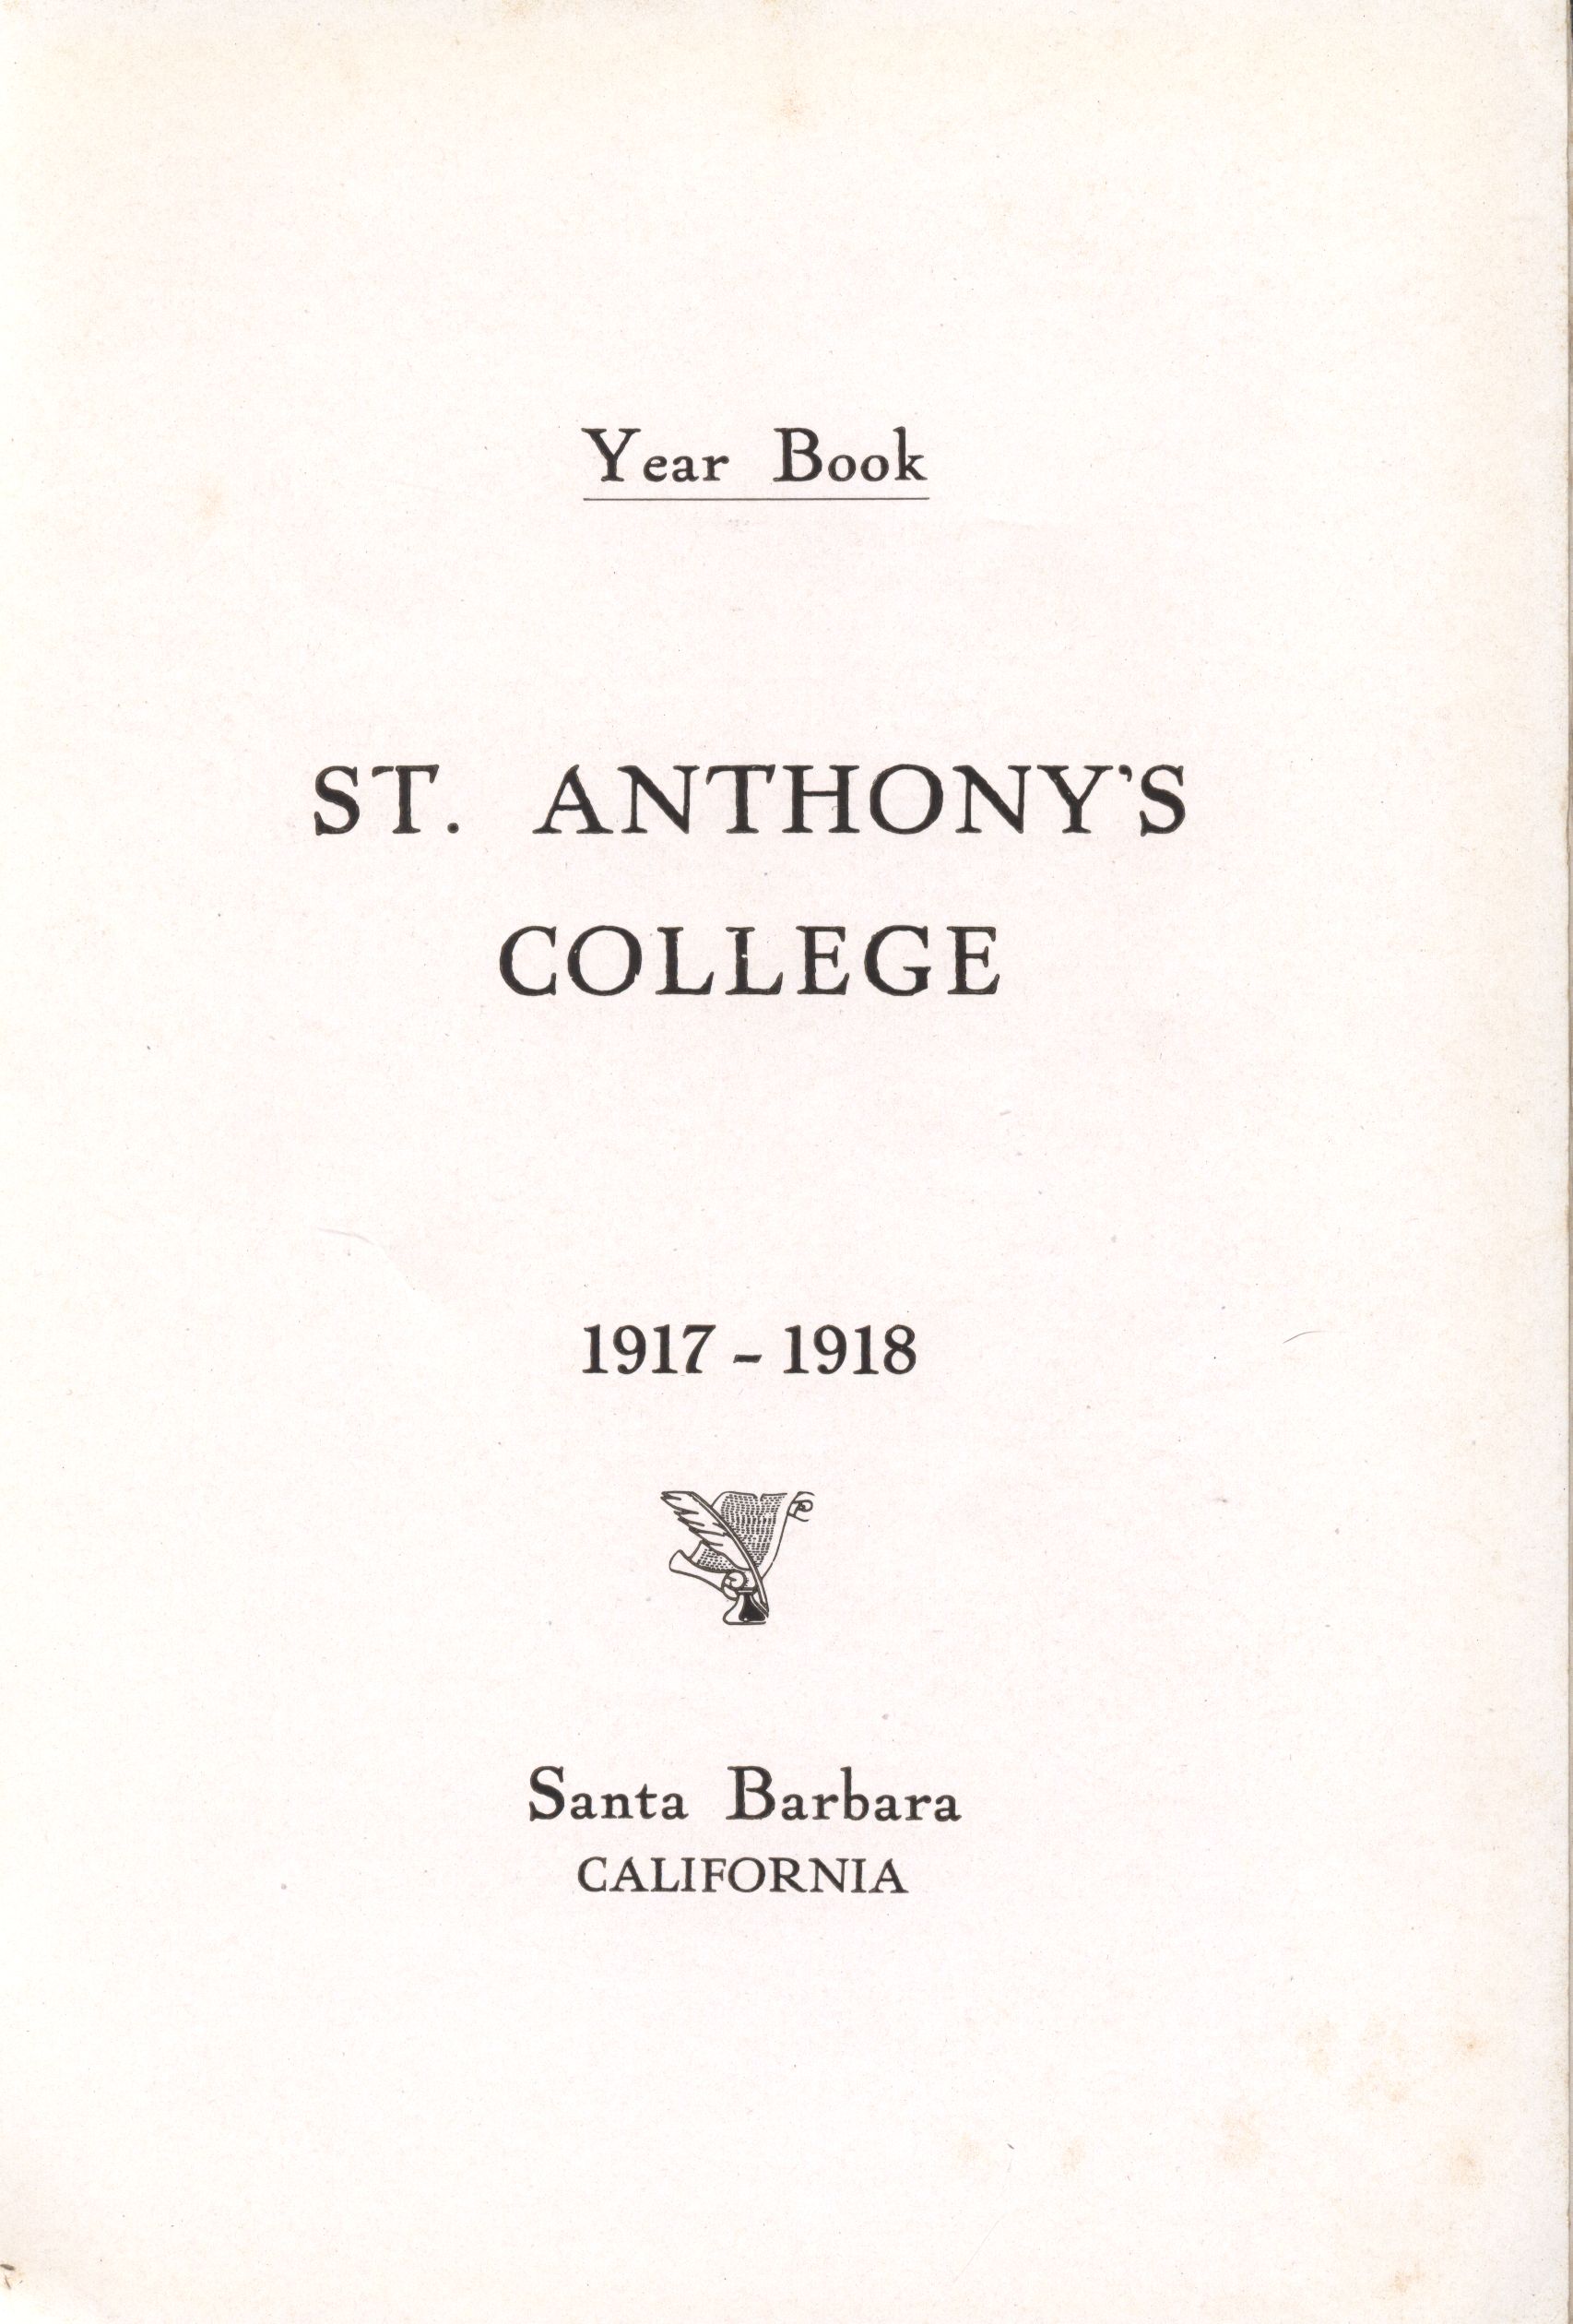 Year Book
ST. ANTHONY'S
COLLEGE
1917 - 1918
Santa Barbara
CALIFORNIA